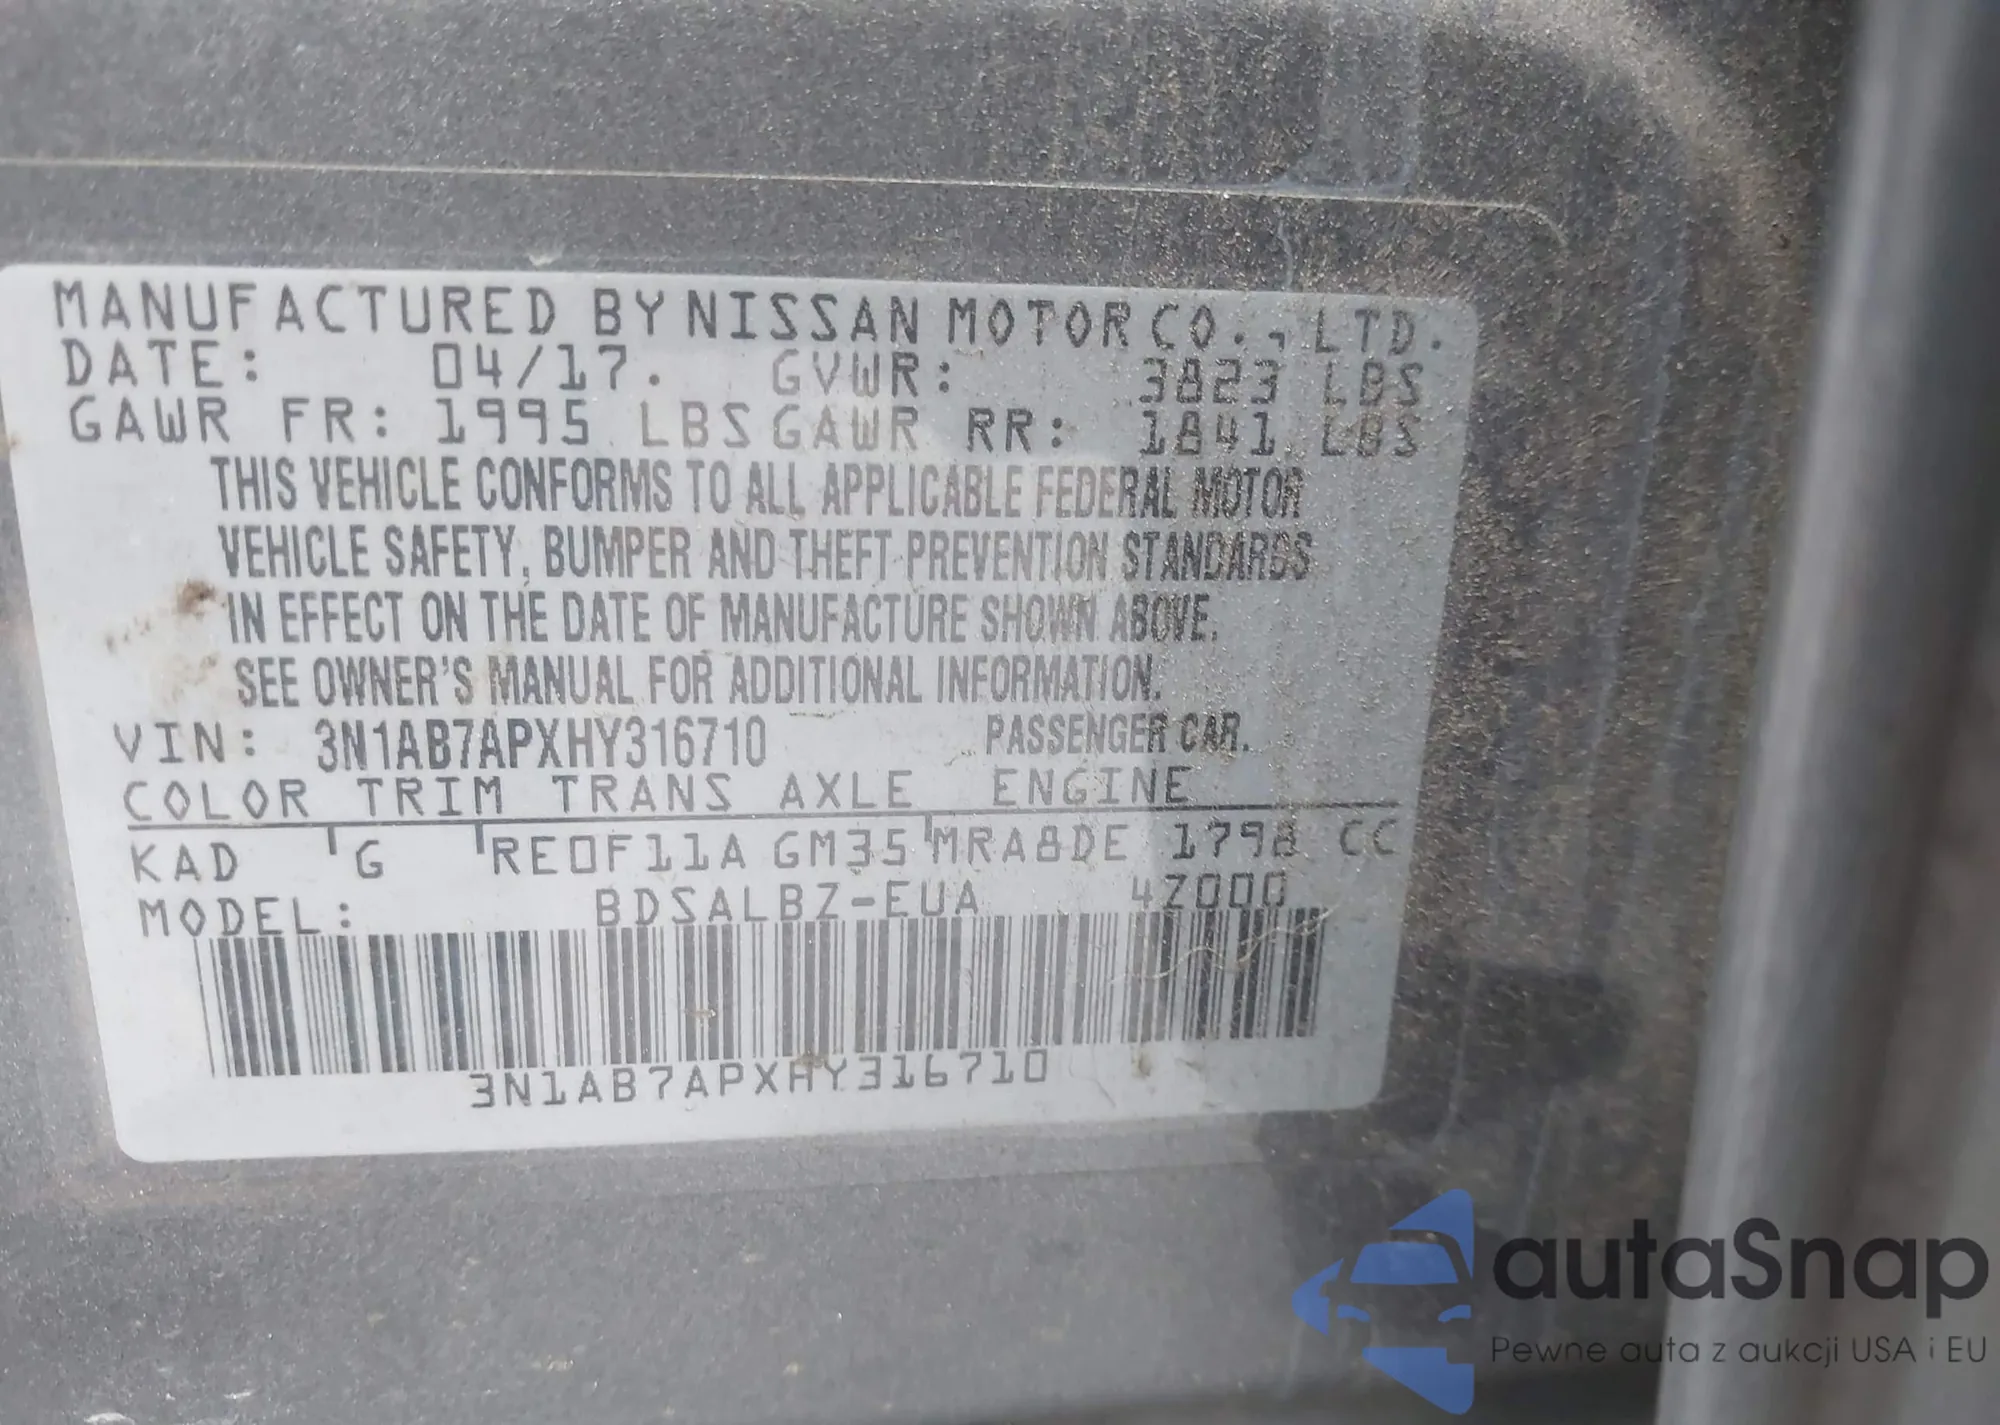 MANUFACTURED BY NISSAN MOTOR CO., LTD.
DATE: 04/17. GVWR: 3823 LBS
GAWR FR: 1995 LBS GAWR RR: 1841 LBS
THIS VEHICLE CONFORMS TO ALL APPLICABLE FEDERAL MOTOR
VEHICLE SAFETY, BUMPER AND THEFT PREVENTION STANDARDS
IN EFFECT ON THE DATE OF MANUFACTURE SHOWN ABOVE.
SEE OWNER'S MANUAL FOR ADDITIONAL INFORMATION.
VIN: 3N1AB7APXHY316710 PASSENGER CAR.
COLOR TRIM TRANS AXLE ENGINE
KAD G RE0F11A GM35 MRA8DE 1798 CC
MODEL: BDSALBZ-EUA 4Z000
3N1AB7APXHY316710
autaSnap
Pewne auta z aukcji USA i EU